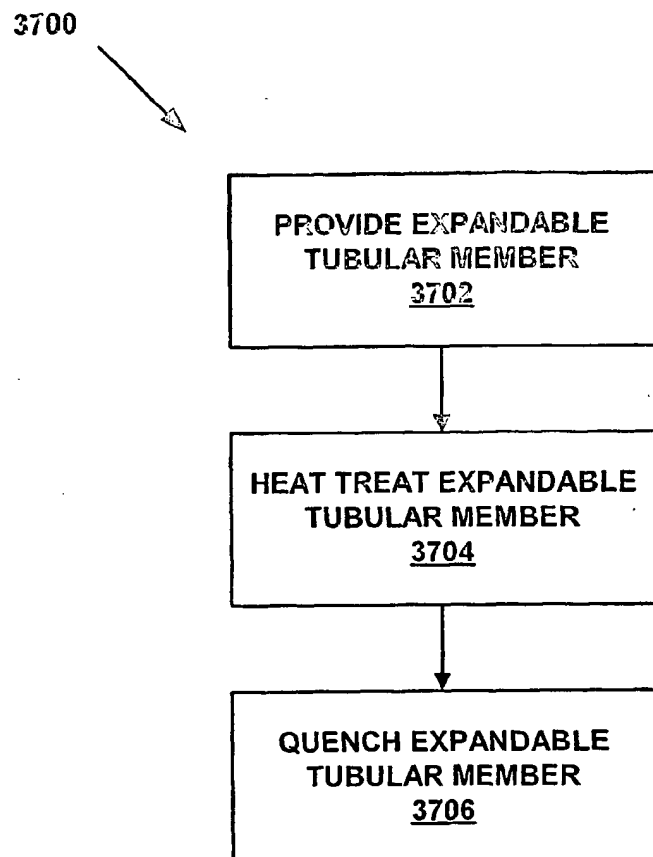 3700
PROVIDE EXPANDABLE
TUBULAR MEMBER
3702
HEAT TREAT EXPANDABLE
TUBULAR MEMBER
3704
QUENCH EXPANDABLE
TUBULAR MEMBER
3706